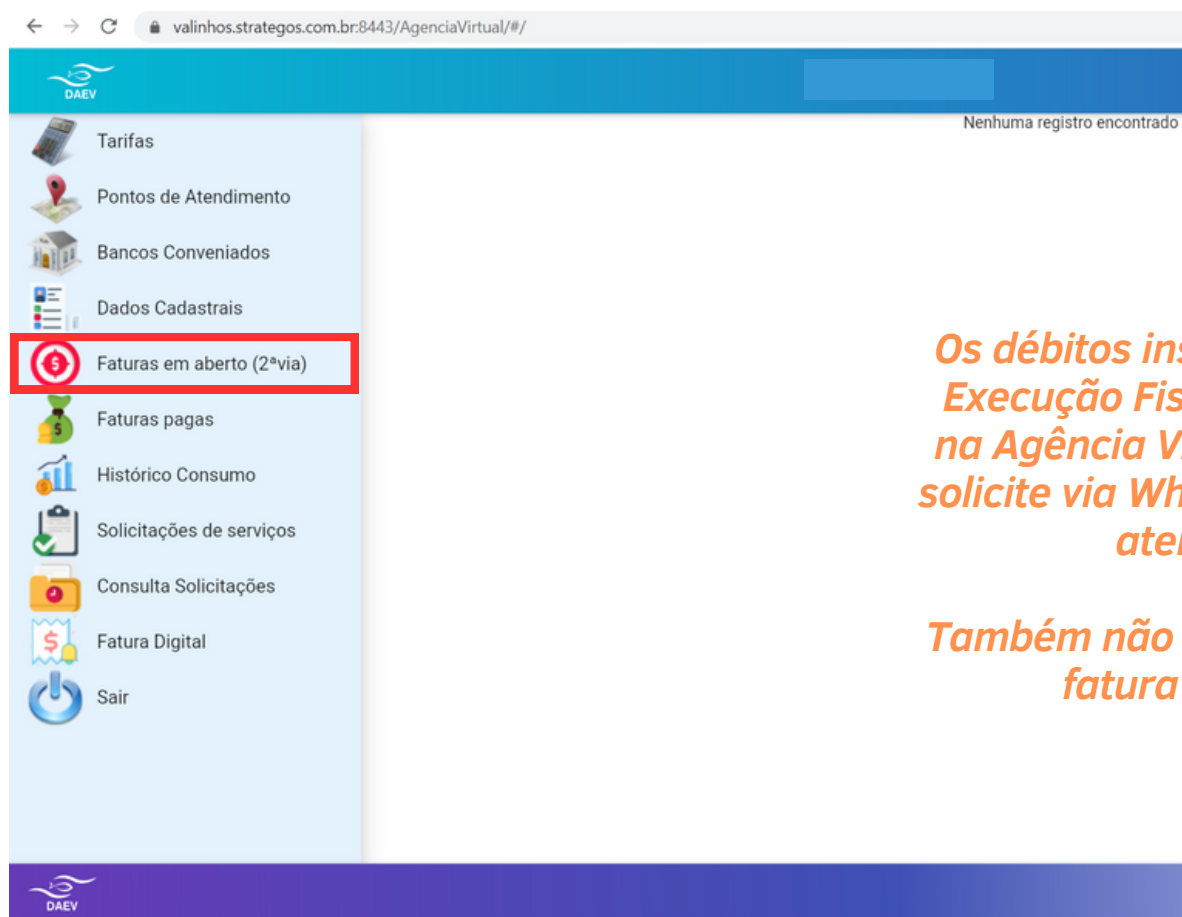 valinhos.strategos.com.br:8443/AgenciaVirtual/#/
DAEV
Nenhuma registro encontrado
Tarifas
Pontos de Atendimento
Bancos Conveniados
Dados Cadastrais
Faturas em aberto (2ªvia)
Faturas pagas
Histórico Consumo
Solicitações de serviços
Consulta Solicitações
Fatura Digital
Sair
Os débitos ins
Execução Fis
na Agência V
solicite via Wh
ate
Também não
fatura
DAEV